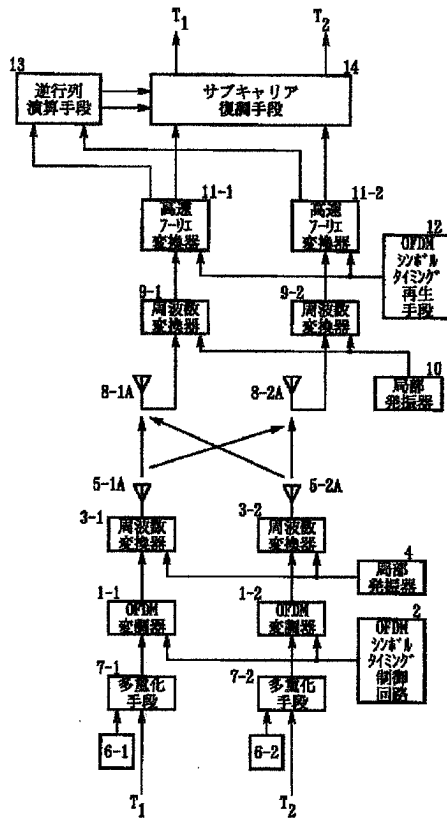 T1
T2
13
逆行列
演算手段
14
サブキャリア
復調手段
11-1
高速
フーリエ
変換器
11-2
高速
フーリエ
変換器
12
OFDM
シンボル
タイミング
再生
手段
9-1
周波数
変換器
9-2
周波数
変換器
10
局部
発振器
8-1A
8-2A
5-1A
5-2A
3-1
周波数
変換器
3-2
周波数
変換器
4
局部
発振器
1-1
OFDM
変調器
1-2
OFDM
変調器
2
OFDM
シンボル
タイミング
制御
回路
7-1
多重化
手段
7-2
多重化
手段
6-1
6-2
T1
T2